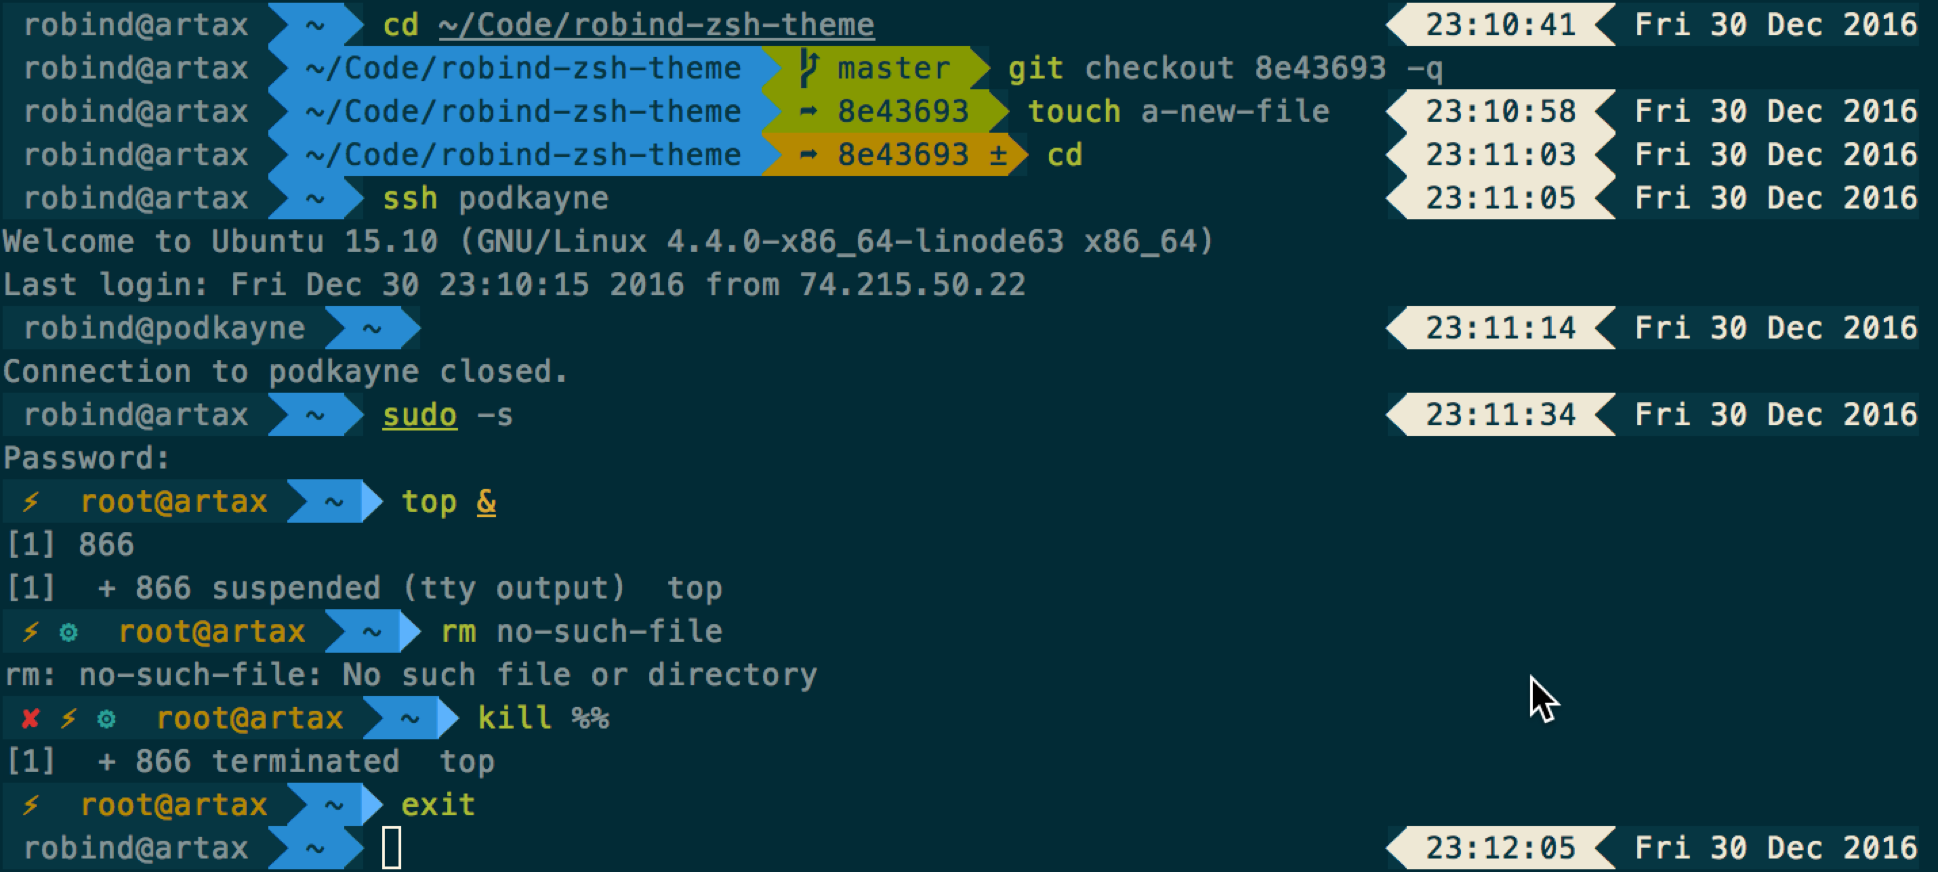 robind@artax ~ cd ~/Code/robind-zsh-theme 23:10:41 Fri 30 Dec 2016
robind@artax ~/Code/robind-zsh-theme master git checkout 8e43693 -q
robind@artax ~/Code/robind-zsh-theme ➦ 8e43693 touch a-new-file 23:10:58 Fri 30 Dec 2016
robind@artax ~/Code/robind-zsh-theme ➦ 8e43693 ± cd 23:11:03 Fri 30 Dec 2016
robind@artax ~ ssh podkayne 23:11:05 Fri 30 Dec 2016
Welcome to Ubuntu 15.10 (GNU/Linux 4.4.0-x86_64-linode63 x86_64)
Last login: Fri Dec 30 23:10:15 2016 from 74.215.50.22
robind@podkayne ~ 23:11:14 Fri 30 Dec 2016
Connection to podkayne closed.
robind@artax ~ sudo -s 23:11:34 Fri 30 Dec 2016
Password:
⚡ root@artax ~ top &
[1] 866
[1]  + 866 suspended (tty output)  top
⚡ ⚙ root@artax ~ rm no-such-file
rm: no-such-file: No such file or directory
✘ ⚡ ⚙ root@artax ~ kill %%
[1]  + 866 terminated  top
⚡ root@artax ~ exit
robind@artax ~ 23:12:05 Fri 30 Dec 2016